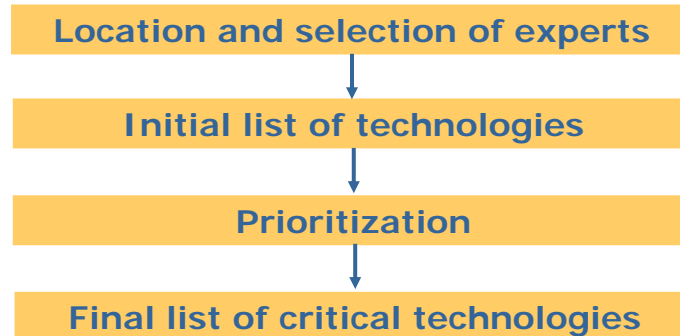 Location and selection of experts
Initial list of technologies
Prioritization
Final list of critical technologies